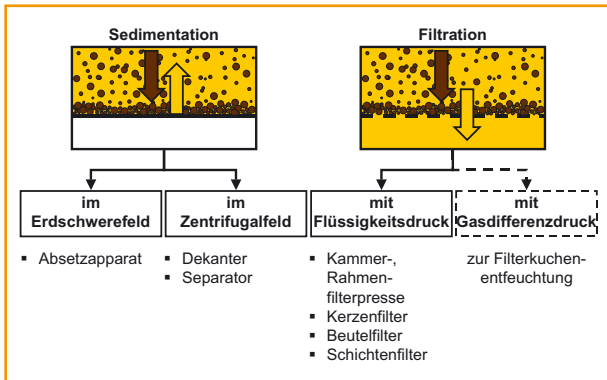 Sedimentation
Filtration
im
Erdschwerefeld
im
Zentrifugalfeld
mit
Flüssigkeitsdruck
mit
Gasdifferenzdruck
▪ Absetzapparat
▪ Dekanter
▪ Separator
▪ Kammer-,
Rahmen-
filterpresse
▪ Kerzenfilter
▪ Beutelfilter
▪ Schichtenfilter
zur Filterkuchen-
entfeuchtung